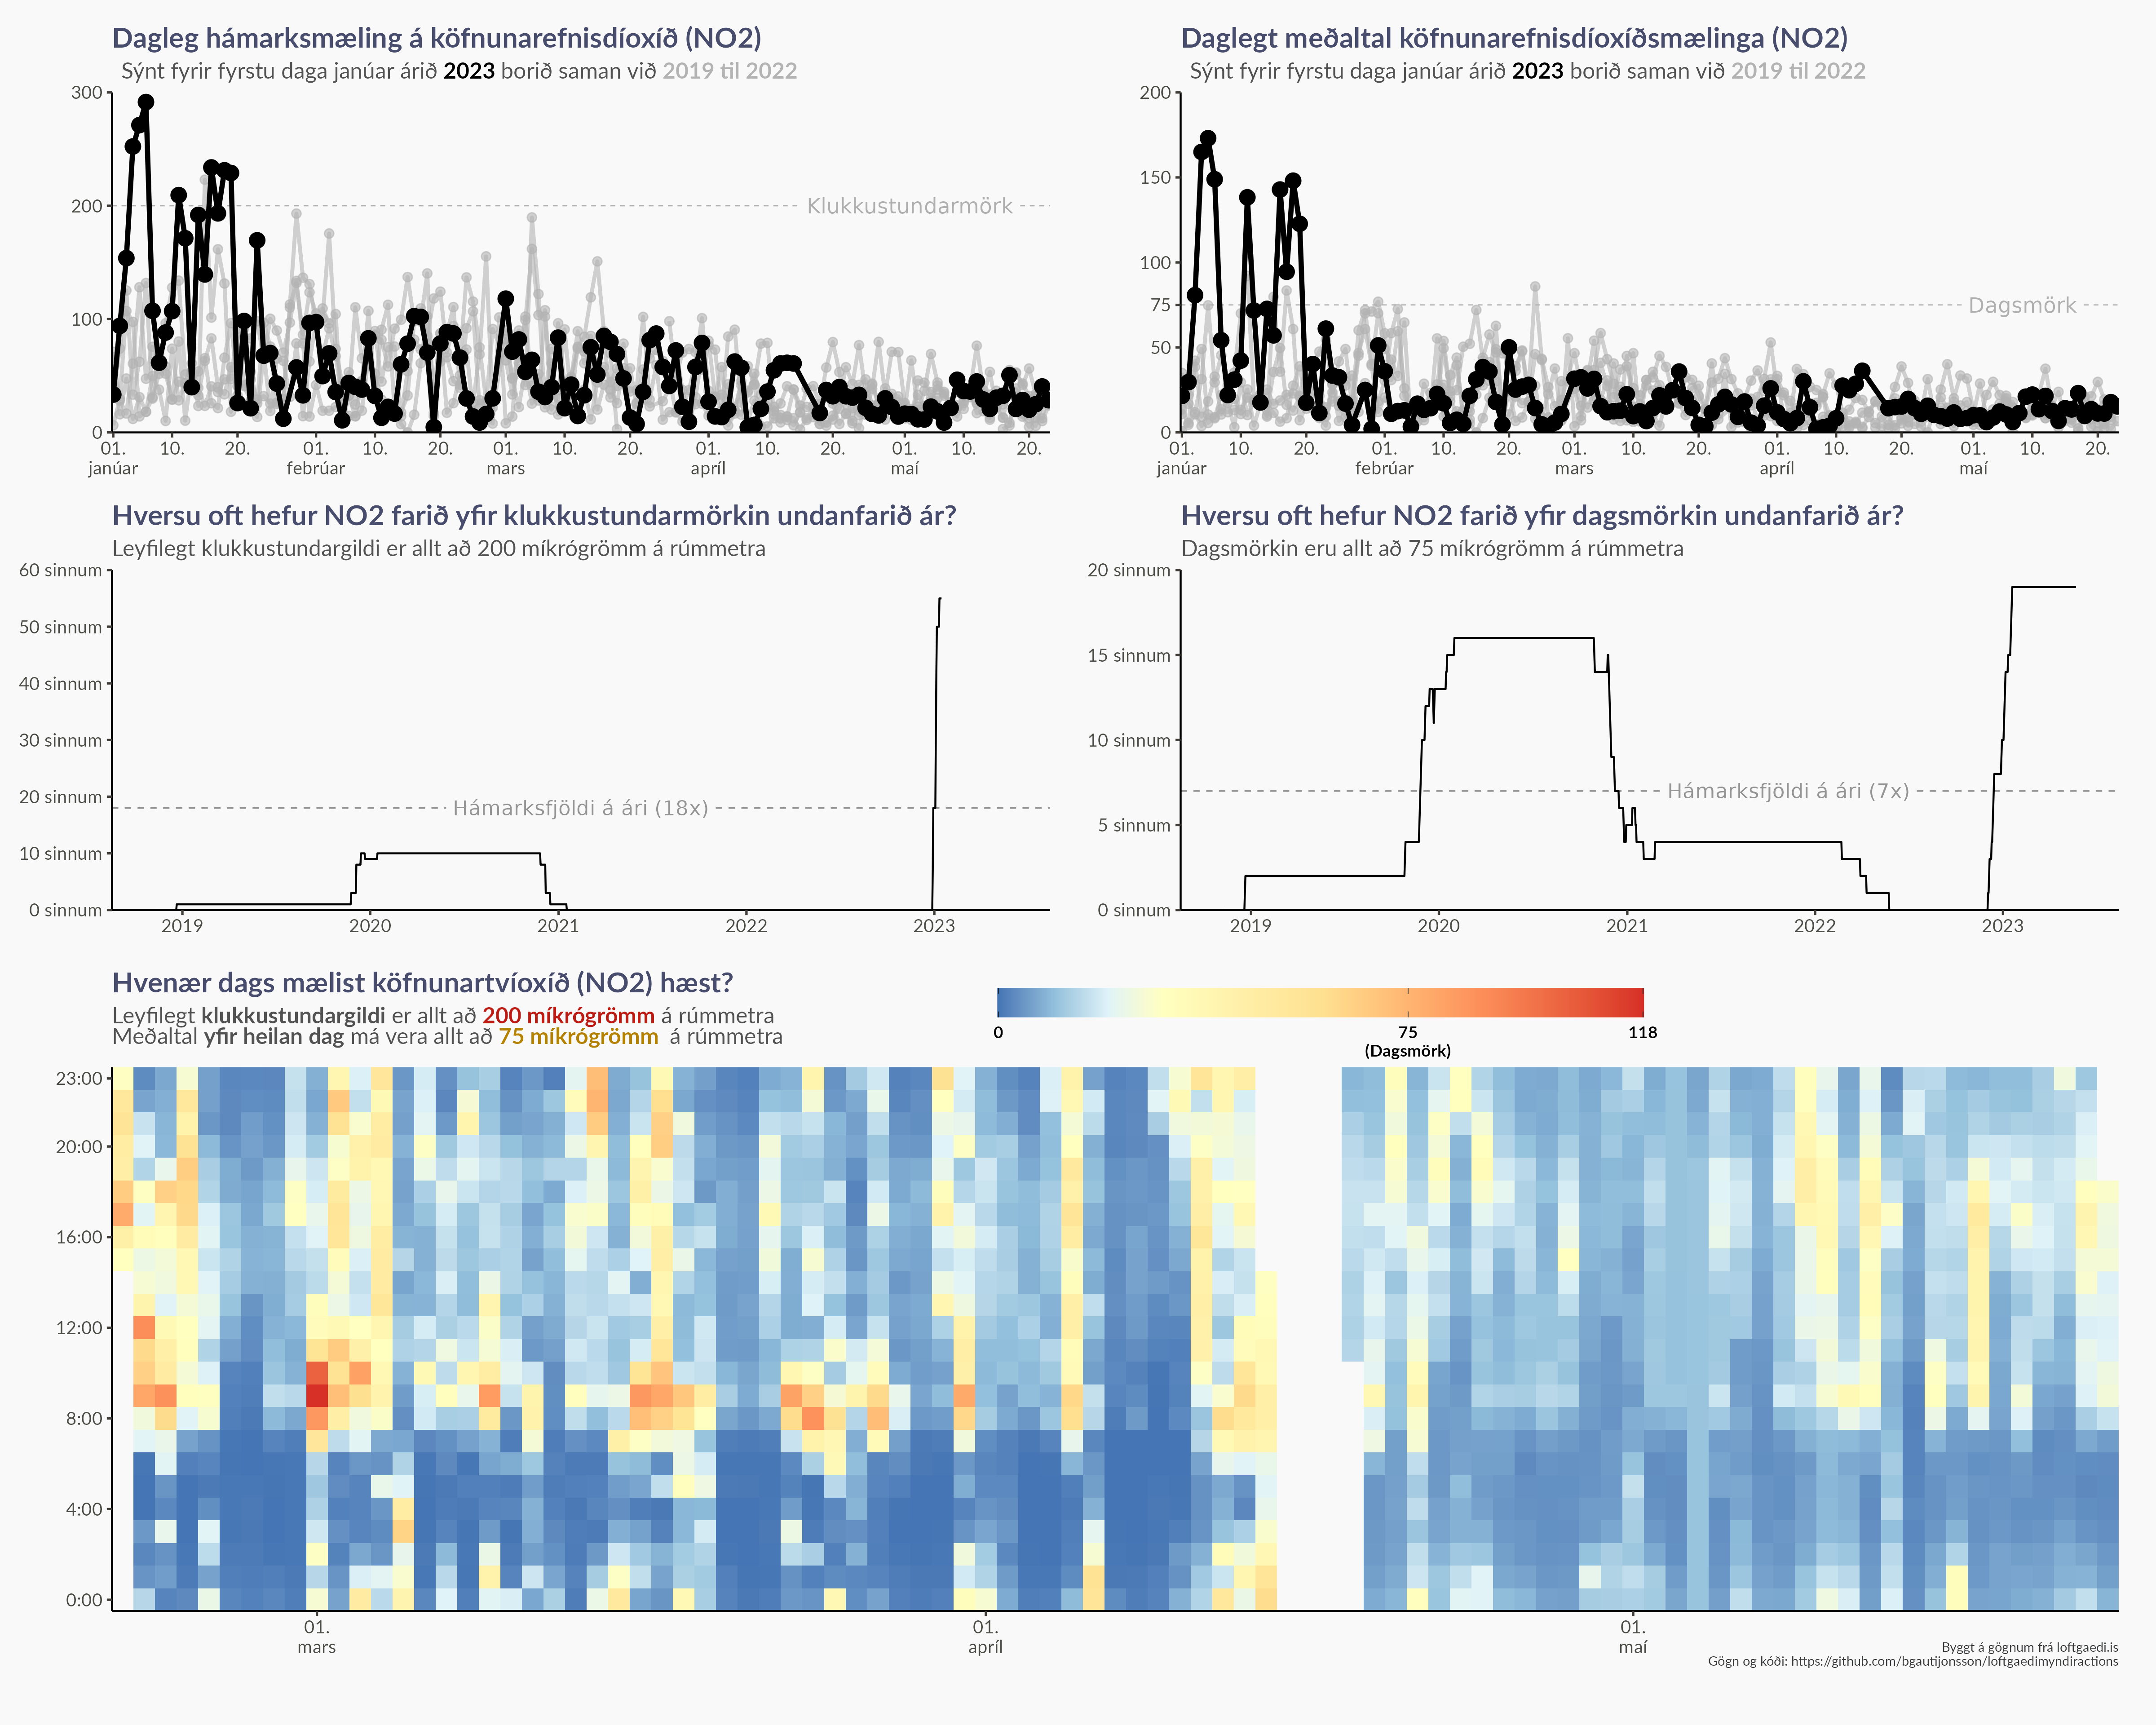 Dagleg hámarksmæling á köfnunarefnisdíoxíð (NO2)
Sýnt fyrir fyrstu daga janúar árið 2023 borið saman við 2019 til 2022
300
200
100
0
Klukkustundarmörk
01. 10. 20. 01. 10. 20. 01. 10. 20. 01. 10. 20. 01. 10. 20.
janúar febrúar mars apríl maí
Daglegt meðaltal köfnunarefnisdíoxíðsmælinga (NO2)
Sýnt fyrir fyrstu daga janúar árið 2023 borið saman við 2019 til 2022
200
150
100
75
50
0
Dagsmörk
01. 10. 20. 01. 10. 20. 01. 10. 20. 01. 10. 20. 01. 10. 20.
janúar febrúar mars apríl maí
Hversu oft hefur NO2 farið yfir klukkustundarmörkin undanfarið ár?
Leyfilegt klukkustundargildi er allt að 200 míkrógrömm á rúmmetra
60 sinnum
50 sinnum
40 sinnum
30 sinnum
20 sinnum
10 sinnum
0 sinnum
Hámarksfjöldi á ári (18x)
2019 2020 2021 2022 2023
Hversu oft hefur NO2 farið yfir dagsmörkin undanfarið ár?
Dagsmörkin eru allt að 75 míkrógrömm á rúmmetra
20 sinnum
15 sinnum
10 sinnum
5 sinnum
0 sinnum
Hámarksfjöldi á ári (7x)
2019 2020 2021 2022 2023
Hvenær dags mælist köfnunartvíoxíð (NO2) hæst?
Leyfilegt klukkustundargildi er allt að 200 míkrógrömm á rúmmetra
Meðaltal yfir heilan dag má vera allt að 75 míkrógrömm á rúmmetra
0 75 118
(Dagsmörk)
23:00
20:00
16:00
12:00
8:00
4:00
0:00
01. 01. 01.
mars apríl maí
Byggt á gögnum frá loftgaedi.is
Gögn og kóði: https://github.com/bgautijonsson/loftgaedimyndiractions